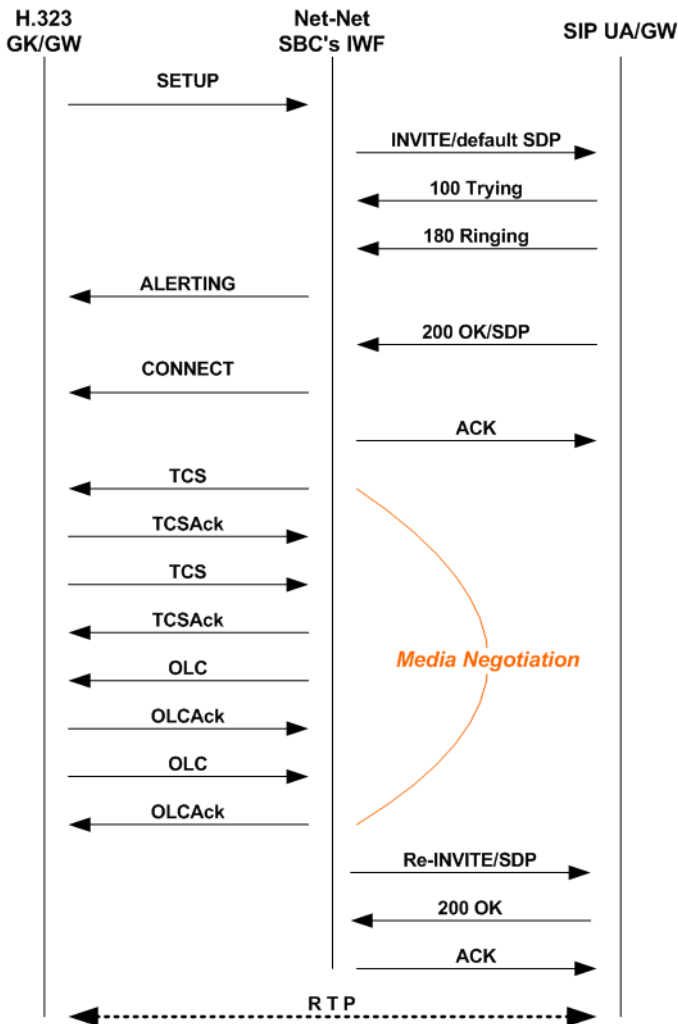 H.323
GK/GW
Net-Net
SBC's IWF
SIP UA/GW
SETUP
INVITE/default SDP
100 Trying
180 Ringing
ALERTING
200 OK/SDP
CONNECT
ACK
TCS
TCSAck
TCS
TCSAck
Media Negotiation
OLC
OLCAck
OLC
OLCAck
Re-INVITE/SDP
200 OK
ACK
R T P